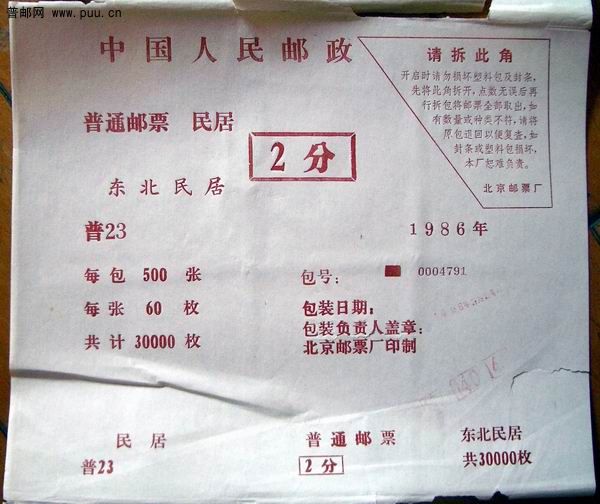 普邮网 www.puu.cn
中国人民邮政
请拆此角
开启时请勿损坏塑料包及封条,
先将此角拆开,点数无误后再
行拆包将邮票全部取出,如
有数量或种类不符,请将
原包退回以便复查,如
封条或塑料包损坏,
本厂恕难负责。
北京邮票厂
普通邮票 民居
2分
东北民居
普23
1986年
每包 500 张
包号: 0004791
每张 60 枚
包装日期:
包装负责人盖章:
共计 30000 枚
北京邮票厂印制
民居
普通邮票
东北民居
普23
2分
共30000枚